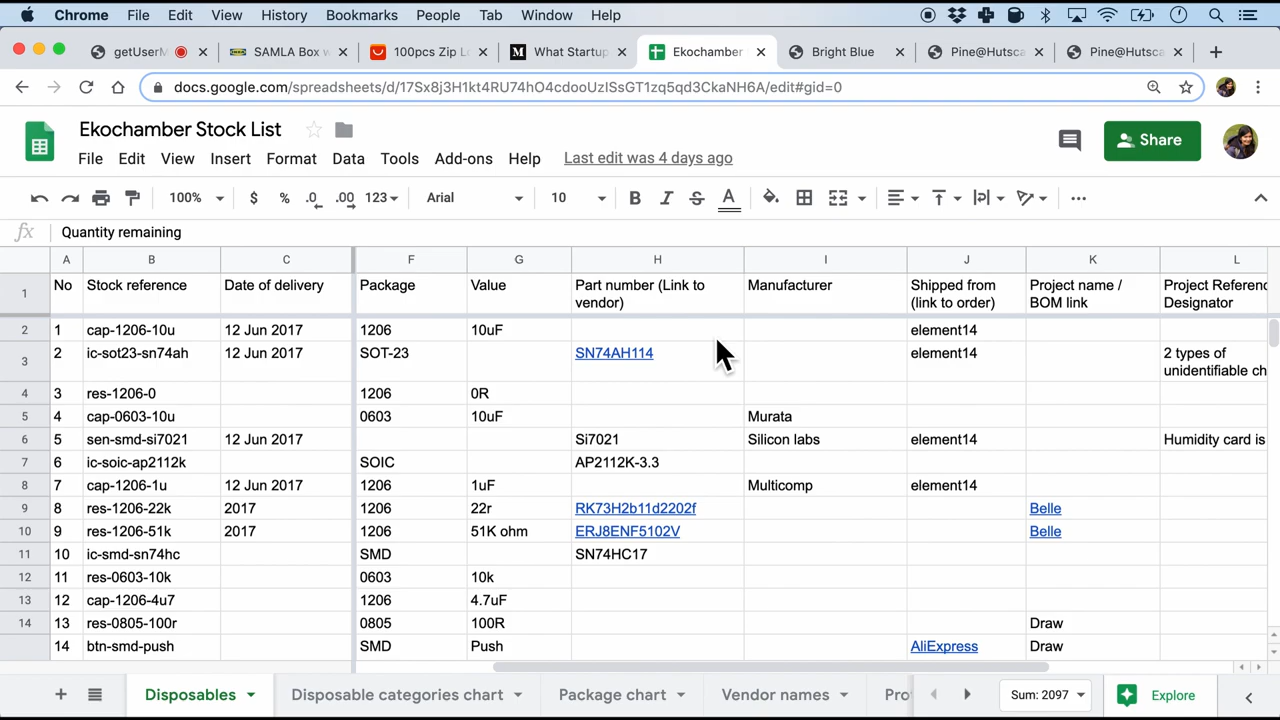 Chrome File Edit View History Bookmarks People Tab Window Help
getUserM SAMLA Box w 100pcs Zip Lo What Startup Ekochamber Bright Blue Pine@Hutsca Pine@Hutsca
docs.google.com/spreadsheets/d/17Sx8j3H1kt4RU74hO4cdooUzISsGT1zq5qd3CkaNH6A/edit#gid=0
Ekochamber Stock List
File Edit View Insert Format Data Tools Add-ons Help Last edit was 4 days ago
Share
100% $ % .0 .00 123 Arial 10 B I S A
fx Quantity remaining
A B C F G H I J K L
1 No Stock reference Date of delivery Package Value Part number (Link to vendor) Manufacturer Shipped from (link to order) Project name / BOM link Project Referenc Designator
2 1 cap-1206-10u 12 Jun 2017 1206 10uF element14
3 2 ic-sot23-sn74ah 12 Jun 2017 SOT-23 SN74AH114 element14 2 types of unidentifiable ch
4 3 res-1206-0 1206 0R
5 4 cap-0603-10u 0603 10uF Murata
6 5 sen-smd-si7021 12 Jun 2017 Si7021 Silicon labs element14 Humidity card is
7 6 ic-soic-ap2112k SOIC AP2112K-3.3
8 7 cap-1206-1u 12 Jun 2017 1206 1uF Multicomp element14
9 8 res-1206-22k 2017 1206 22r RK73H2b11d2202f Belle
10 9 res-1206-51k 2017 1206 51K ohm ERJ8ENF5102V Belle
11 10 ic-smd-sn74hc SMD SN74HC17
12 11 res-0603-10k 0603 10k
13 12 cap-1206-4u7 1206 4.7uF
14 13 res-0805-100r 0805 100R Draw
14 btn-smd-push SMD Push AliExpress Draw
Disposables Disposable categories chart Package chart Vendor names Pro Sum: 2097 Explore